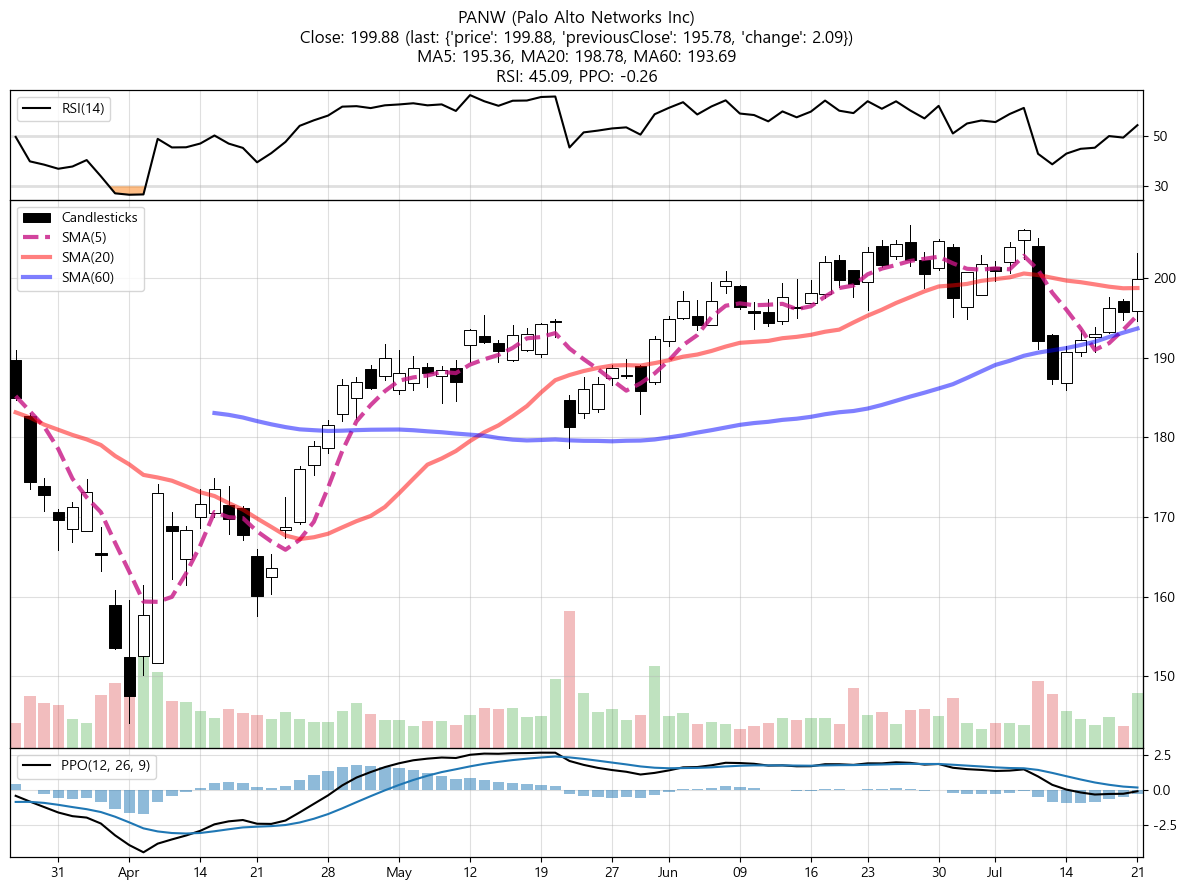 PANW (Palo Alto Networks Inc)
Close: 199.88 (last: {'price': 199.88, 'previousClose': 195.78, 'change': 2.09})
MA5: 195.36, MA20: 198.78, MA60: 193.69
RSI: 45.09, PPO: -0.26
RSI(14)
50
30
Candlesticks
SMA(5)
SMA(20)
SMA(60)
200
190
180
170
160
150
PPO(12, 26, 9)
2.5
0.0
-2.5
31 Apr 14 21 28 May 12 19 27 Jun 09 16 23 30 Jul 14 21